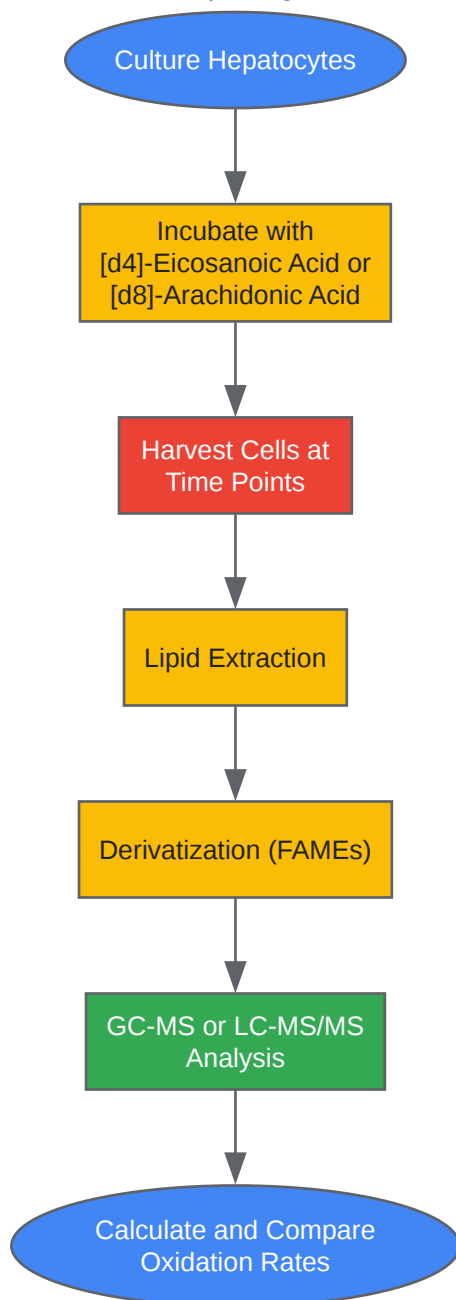 Culture Hepatocytes
Incubate with
[d4]-Eicosanoic Acid or
[d8]-Arachidonic Acid
Harvest Cells at
Time Points
Lipid Extraction
Derivatization (FAMEs)
GC-MS or LC-MS/MS
Analysis
Calculate and Compare
Oxidation Rates